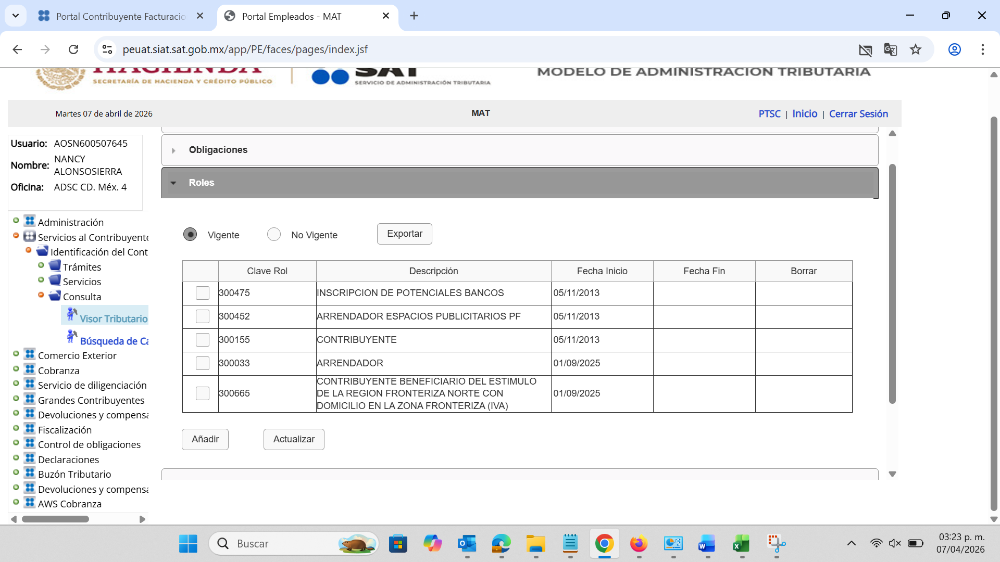 Portal Contribuyente Facturacio
Portal Empleados - MAT
peuat.siat.sat.gob.mx/app/PE/faces/pages/index.jsf
HACIENDA
SECRETARÍA DE HACIENDA Y CRÉDITO PÚBLICO
SAT
SERVICIO DE ADMINISTRACIÓN TRIBUTARIA
MODELO DE ADMINISTRACIÓN TRIBUTARIA
Martes 07 de abril de 2026
MAT
PTSC | Inicio | Cerrar Sesión
Usuario: AOSN600507645
Nombre: NANCY
ALONSOSIERRA
Oficina: ADSC CD. Méx. 4
Administración
Servicios al Contribuyente
Identificación del Cont
Trámites
Servicios
Consulta
Visor Tributario
Búsqueda de Ca
Comercio Exterior
Cobranza
Servicio de diligenciación
Grandes Contribuyentes
Devoluciones y compensa
Fiscalización
Control de obligaciones
Declaraciones
Buzón Tributario
Devoluciones y compensa
AWS Cobranza
Obligaciones
Roles
Vigente No Vigente Exportar
Clave Rol Descripción Fecha Inicio Fecha Fin Borrar
300475 INSCRIPCION DE POTENCIALES BANCOS 05/11/2013
300452 ARRENDADOR ESPACIOS PUBLICITARIOS PF 05/11/2013
300155 CONTRIBUYENTE 05/11/2013
300033 ARRENDADOR 01/09/2025
300665 CONTRIBUYENTE BENEFICIARIO DEL ESTIMULO
DE LA REGION FRONTERIZA NORTE CON
DOMICILIO EN LA ZONA FRONTERIZA (IVA) 01/09/2025
Añadir Actualizar
Buscar
03:23 p. m.
07/04/2026